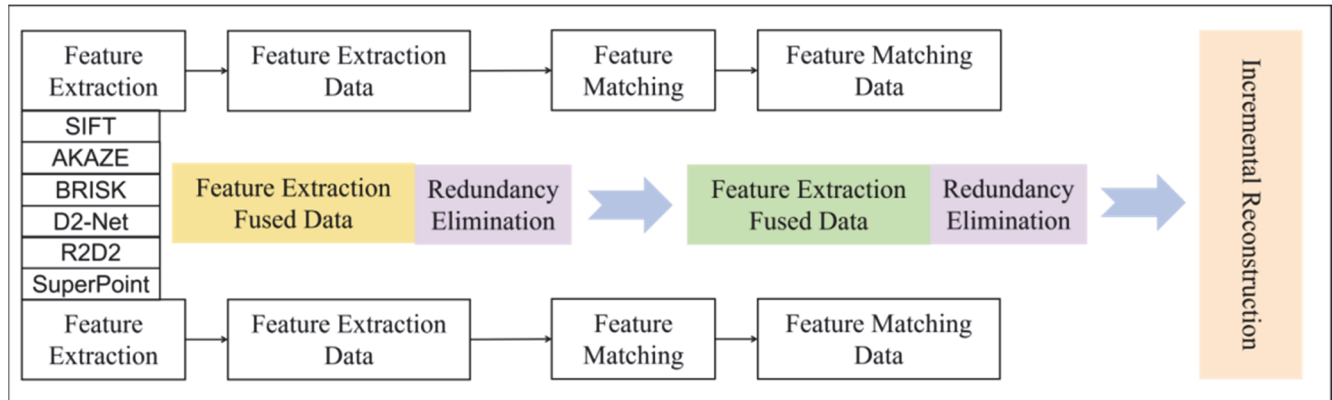 Feature
Extraction
Feature Extraction
Data
Feature
Matching
Feature Matching
Data
SIFT
AKAZE
BRISK
D2-Net
R2D2
SuperPoint
Feature Extraction
Fused Data
Redundancy
Elimination
Feature Extraction
Fused Data
Redundancy
Elimination
Feature
Extraction
Feature Extraction
Data
Feature
Matching
Feature Matching
Data
Incremental Reconstruction